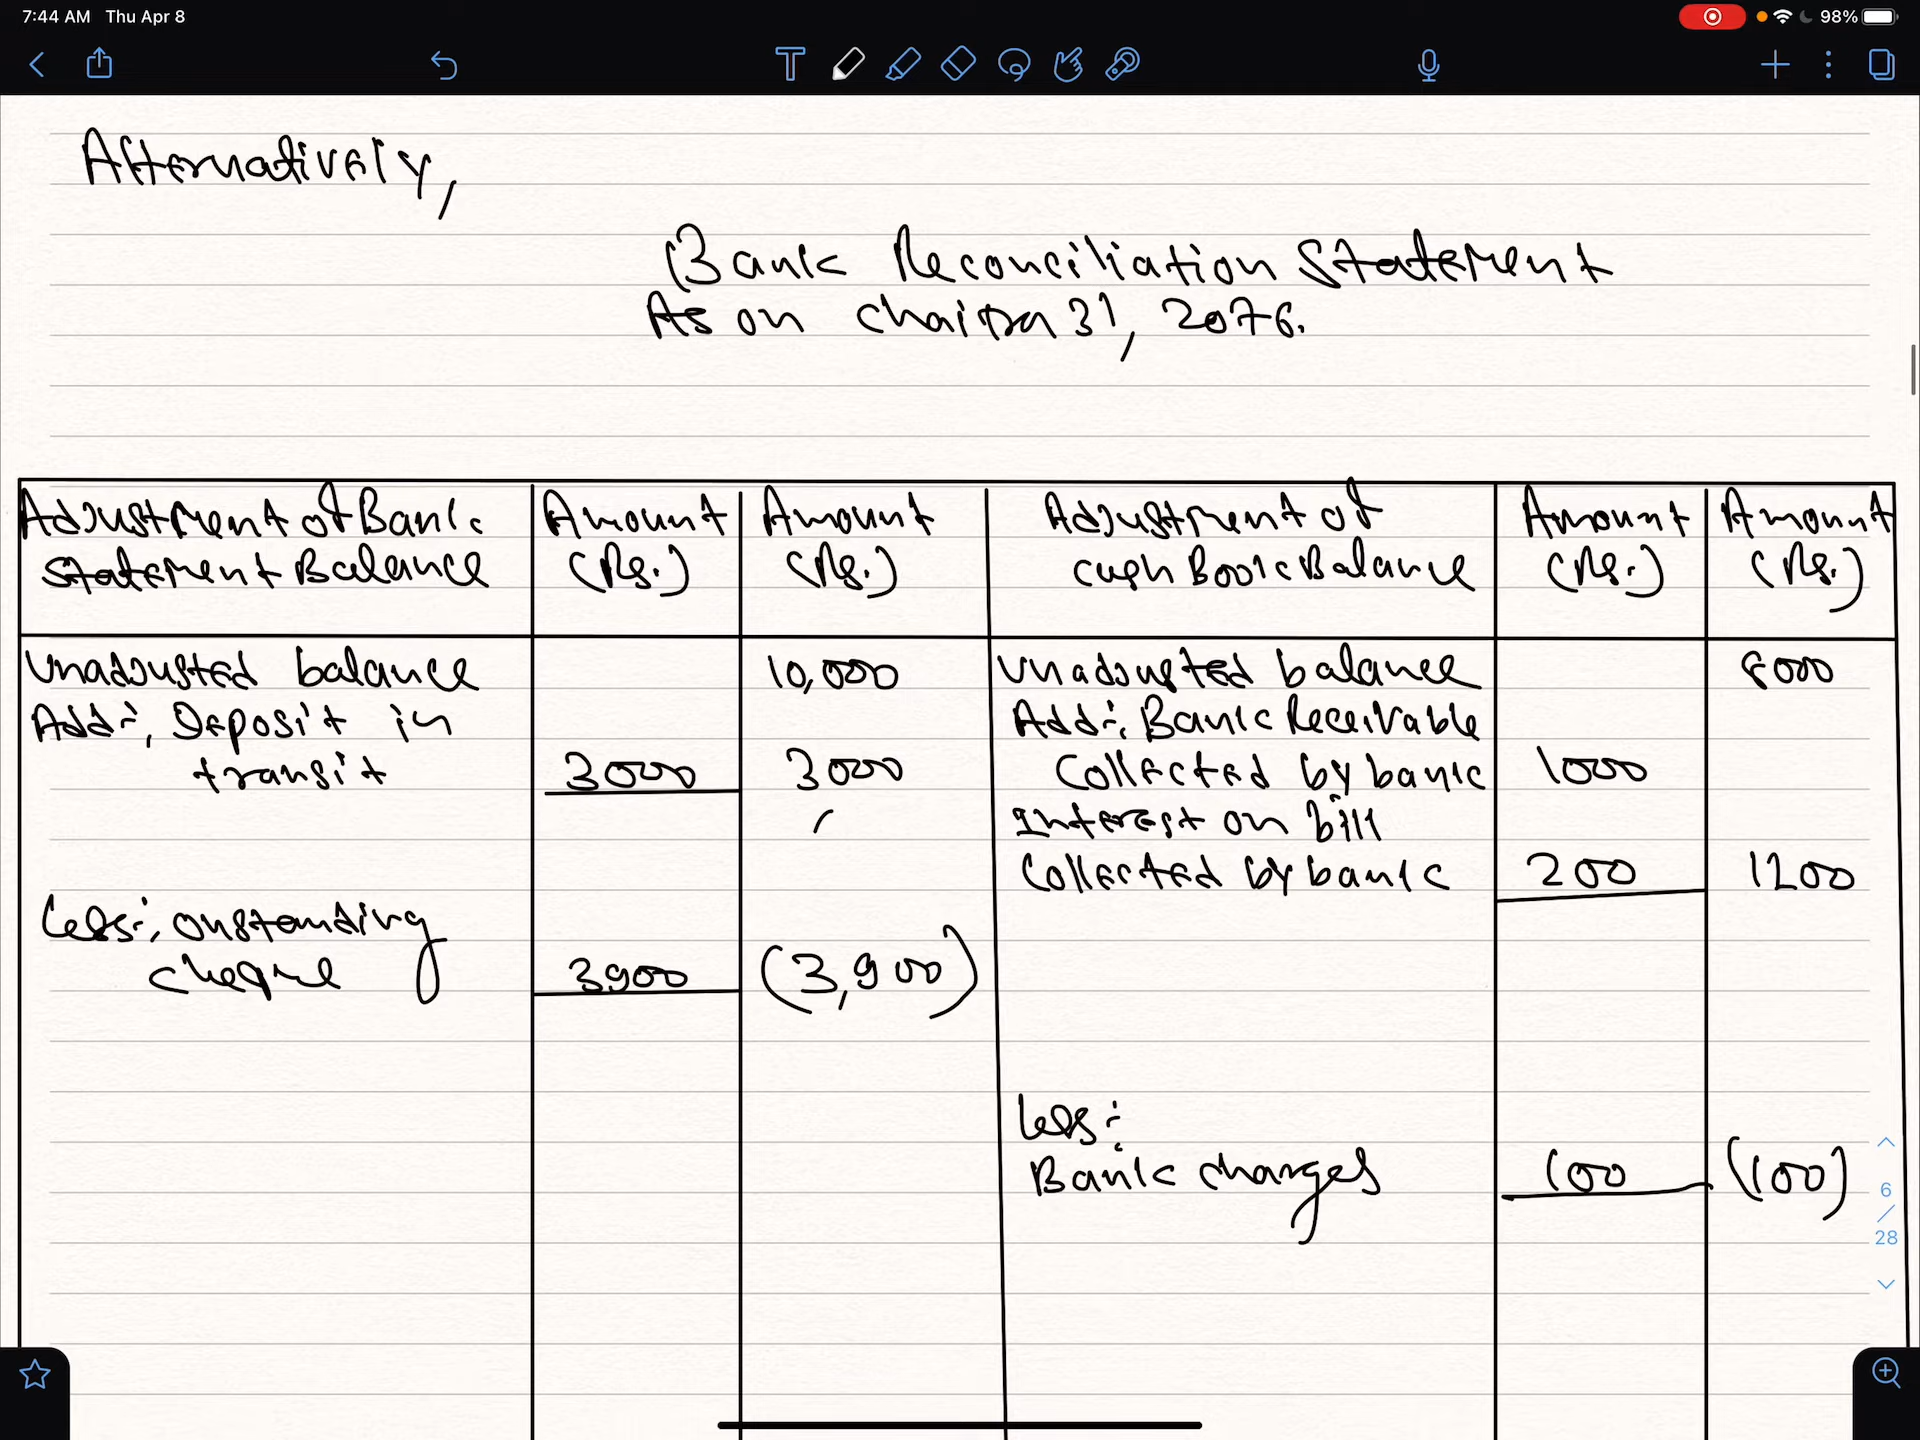 7:44 AM Thu Apr 8
98%
T
Alternatively,
Bank Reconciliation Statement
As on chaitra 31, 2076.
Adjustment of Bank Amount Amount Adjustment of Amount Amount
Statement Balance (Rs.) (Rs.) cash Book Balance (Rs.) (Rs.)
Unadjusted balance 10,000 Unadjusted balance 8000
Add:, Deposit in Add:, Bank Receivable
transit 3000 3000 Collected by bank 1000
Interest on bill
Collected by bank 200 1200
Less:, oustanding
cheque 3900 (3,900)
Less:
Bank charges 100 (100)
6
/
28